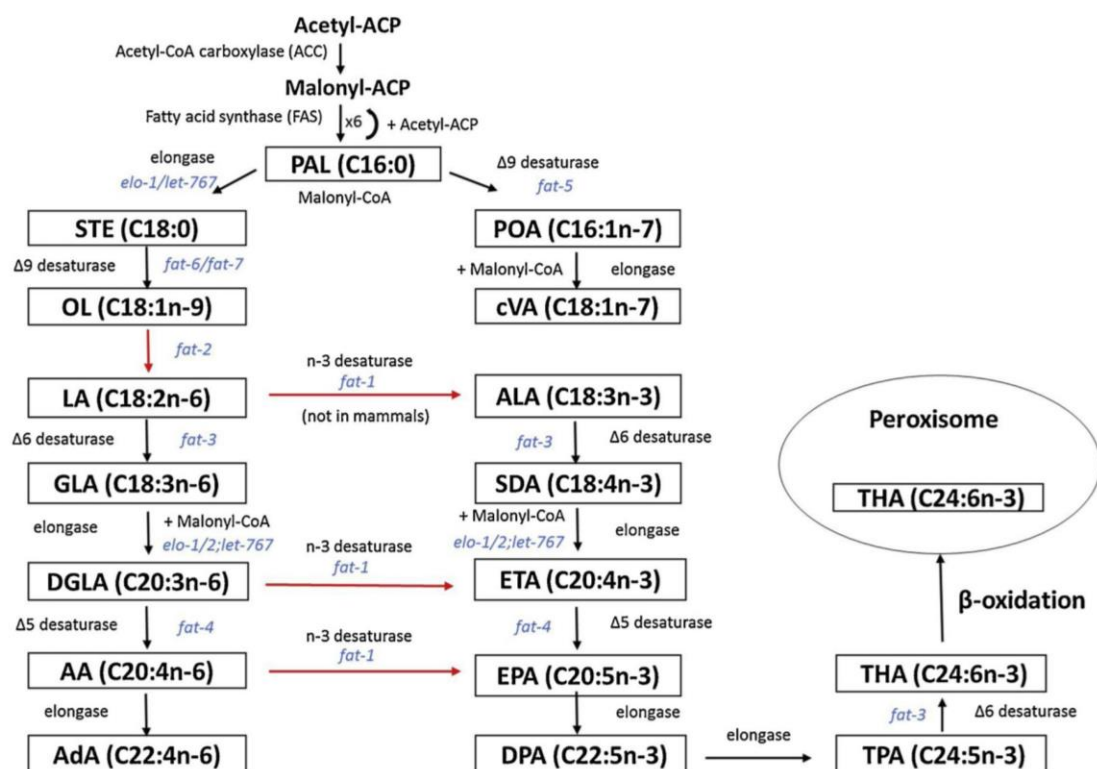 Acetyl-ACP
Acetyl-CoA carboxylase (ACC)
Malonyl-ACP
Fatty acid synthase (FAS)
x6
+ Acetyl-ACP
elongase
elo-1/let-767
PAL (C16:0)
Malonyl-CoA
Δ9 desaturase
fat-5
STE (C18:0)
POA (C16:1n-7)
Δ9 desaturase
fat-6/fat-7
+ Malonyl-CoA
elongase
OL (C18:1n-9)
cVA (C18:1n-7)
fat-2
n-3 desaturase
fat-1
(not in mammals)
LA (C18:2n-6)
ALA (C18:3n-3)
Δ6 desaturase
fat-3
fat-3
Δ6 desaturase
GLA (C18:3n-6)
SDA (C18:4n-3)
elongase
+ Malonyl-CoA
elo-1/2;let-767
n-3 desaturase
fat-1
+ Malonyl-CoA
elo-1/2;let-767
elongase
DGLA (C20:3n-6)
ETA (C20:4n-3)
Δ5 desaturase
fat-4
n-3 desaturase
fat-1
fat-4
Δ5 desaturase
AA (C20:4n-6)
EPA (C20:5n-3)
elongase
elongase
AdA (C22:4n-6)
DPA (C22:5n-3)
elongase
Peroxisome
THA (C24:6n-3)
β-oxidation
THA (C24:6n-3)
fat-3
Δ6 desaturase
TPA (C24:5n-3)